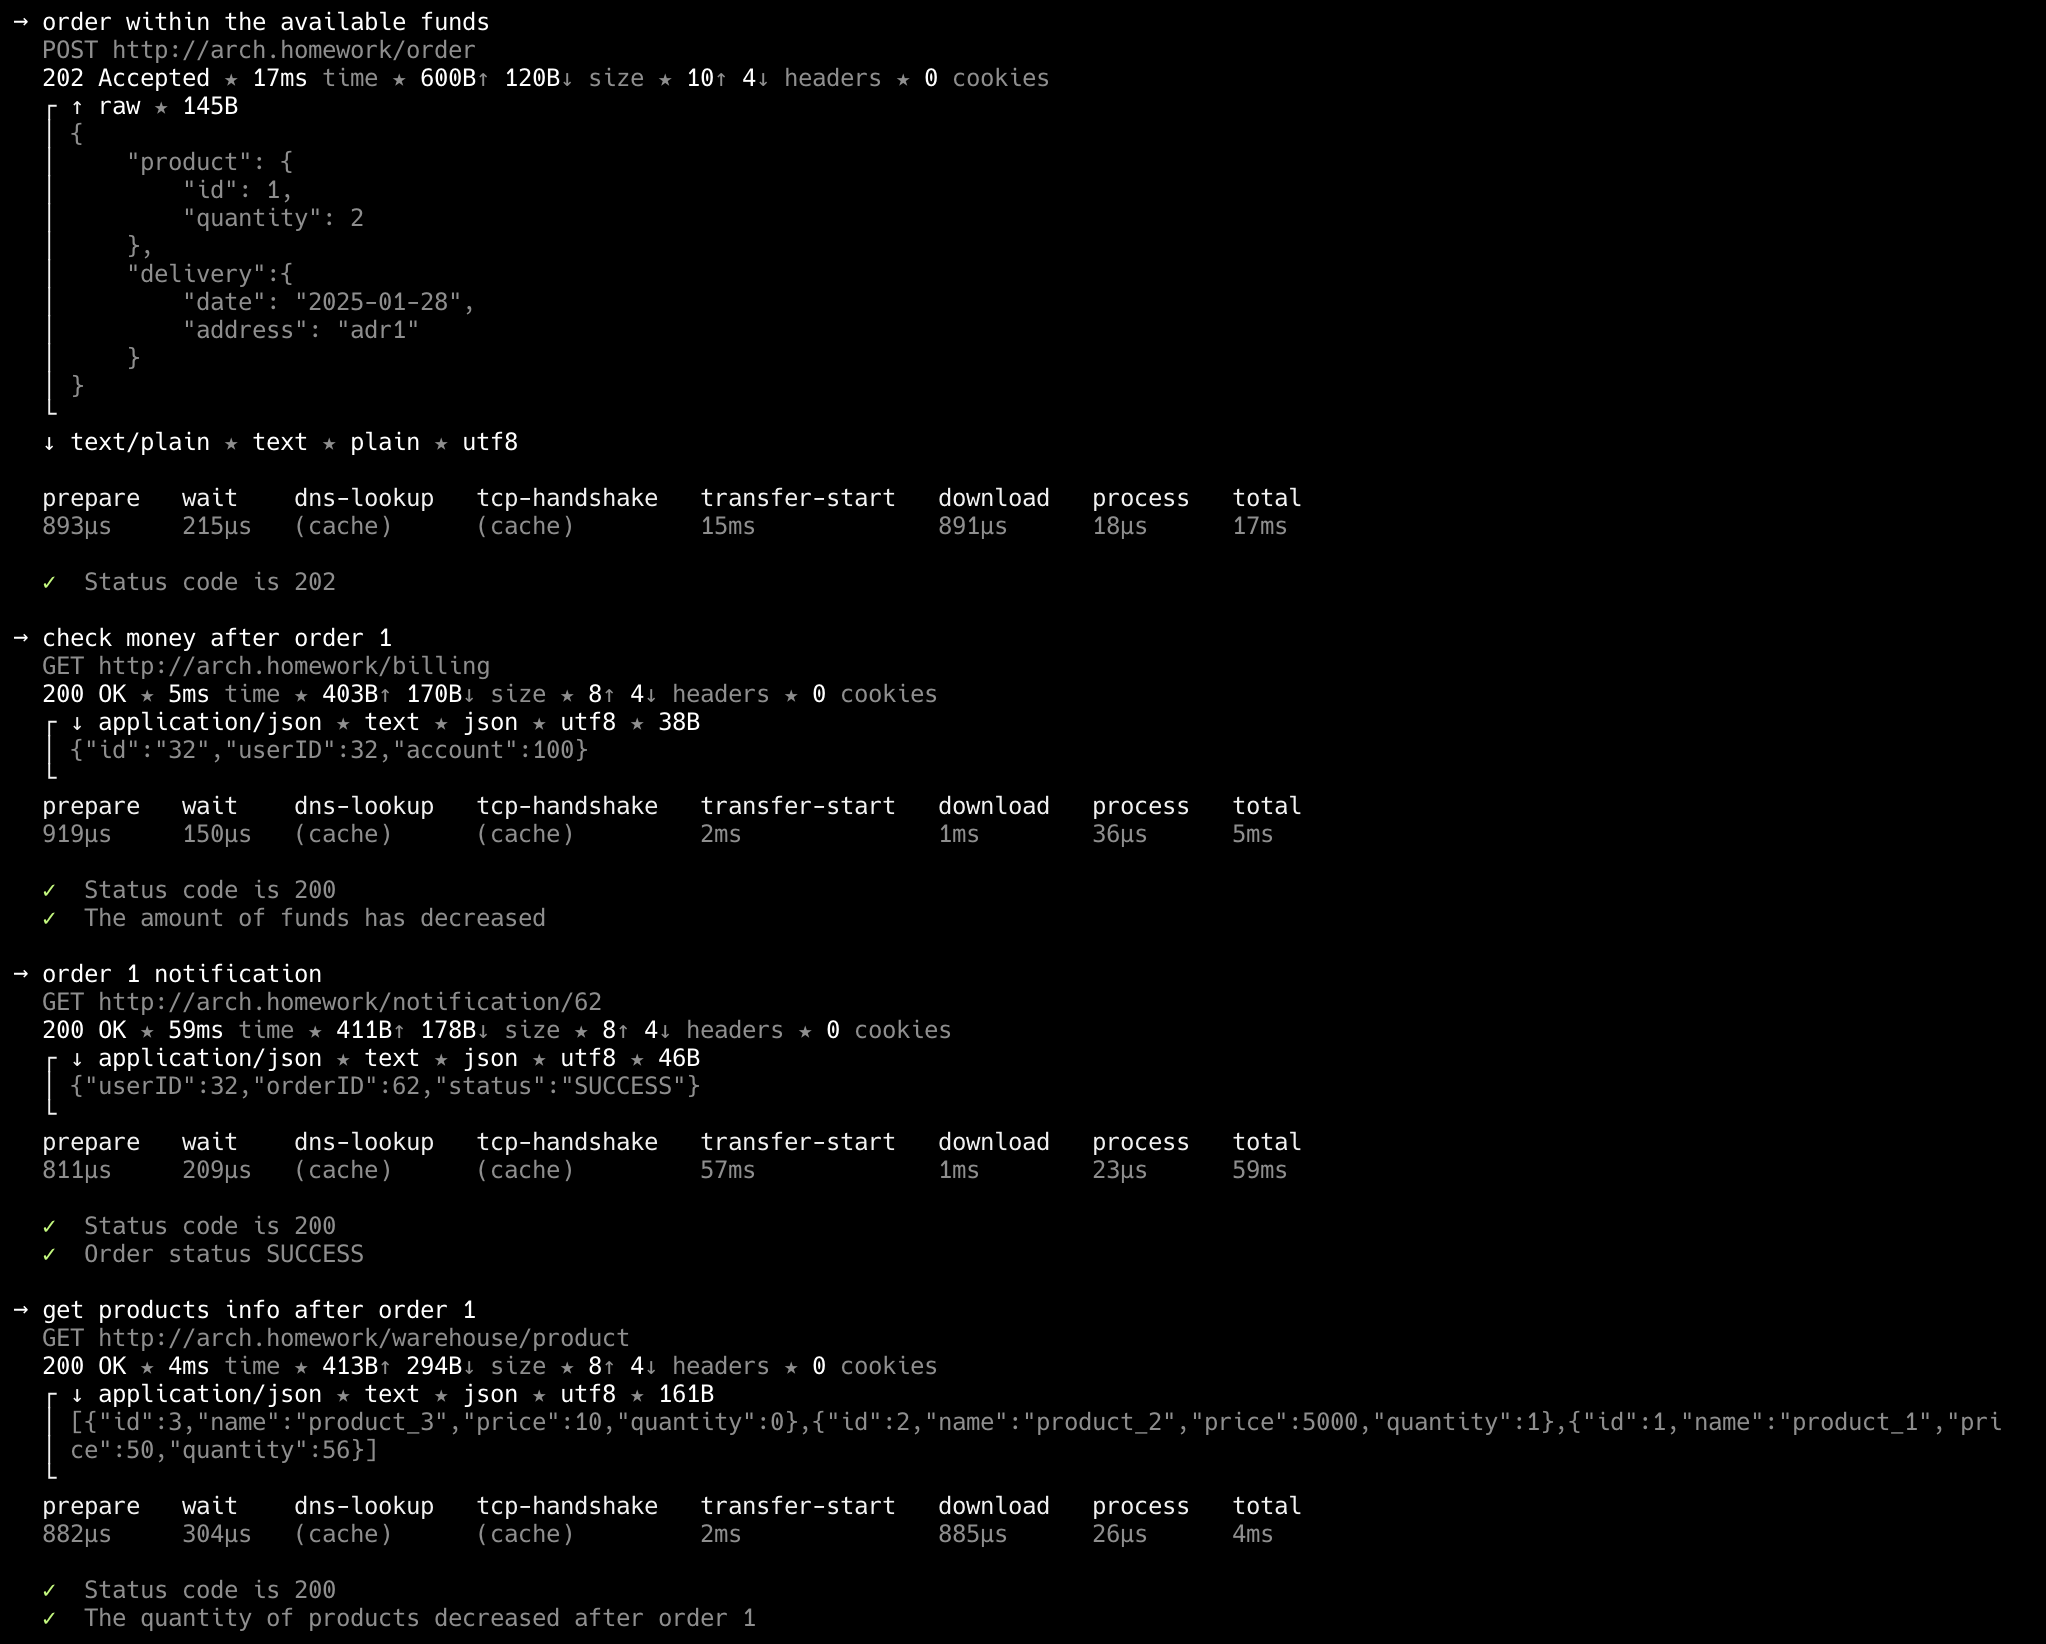 → order within the available funds
POST http://arch.homework/order
202 Accepted ★ 17ms time ★ 600B↑ 120B↓ size ★ 10↑ 4↓ headers ★ 0 cookies
┌ ↑ raw ★ 145B
│ {
│     "product": {
│         "id": 1,
│         "quantity": 2
│     },
│     "delivery":{
│         "date": "2025-01-28",
│         "address": "adr1"
│     }
│ }
└
↓ text/plain ★ text ★ plain ★ utf8
prepare   wait    dns-lookup   tcp-handshake   transfer-start   download   process   total
893µs     215µs   (cache)      (cache)         15ms             891µs      18µs      17ms
✓  Status code is 202
→ check money after order 1
GET http://arch.homework/billing
200 OK ★ 5ms time ★ 403B↑ 170B↓ size ★ 8↑ 4↓ headers ★ 0 cookies
┌ ↓ application/json ★ text ★ json ★ utf8 ★ 38B
│ {"id":"32","userID":32,"account":100}
└
prepare   wait    dns-lookup   tcp-handshake   transfer-start   download   process   total
919µs     150µs   (cache)      (cache)         2ms              1ms        36µs      5ms
✓  Status code is 200
✓  The amount of funds has decreased
→ order 1 notification
GET http://arch.homework/notification/62
200 OK ★ 59ms time ★ 411B↑ 178B↓ size ★ 8↑ 4↓ headers ★ 0 cookies
┌ ↓ application/json ★ text ★ json ★ utf8 ★ 46B
│ {"userID":32,"orderID":62,"status":"SUCCESS"}
└
prepare   wait    dns-lookup   tcp-handshake   transfer-start   download   process   total
811µs     209µs   (cache)      (cache)         57ms             1ms        23µs      59ms
✓  Status code is 200
✓  Order status SUCCESS
→ get products info after order 1
GET http://arch.homework/warehouse/product
200 OK ★ 4ms time ★ 413B↑ 294B↓ size ★ 8↑ 4↓ headers ★ 0 cookies
┌ ↓ application/json ★ text ★ json ★ utf8 ★ 161B
│ [{"id":3,"name":"product_3","price":10,"quantity":0},{"id":2,"name":"product_2","price":5000,"quantity":1},{"id":1,"name":"product_1","pri
│ ce":50,"quantity":56}]
└
prepare   wait    dns-lookup   tcp-handshake   transfer-start   download   process   total
882µs     304µs   (cache)      (cache)         2ms              885µs      26µs      4ms
✓  Status code is 200
✓  The quantity of products decreased after order 1